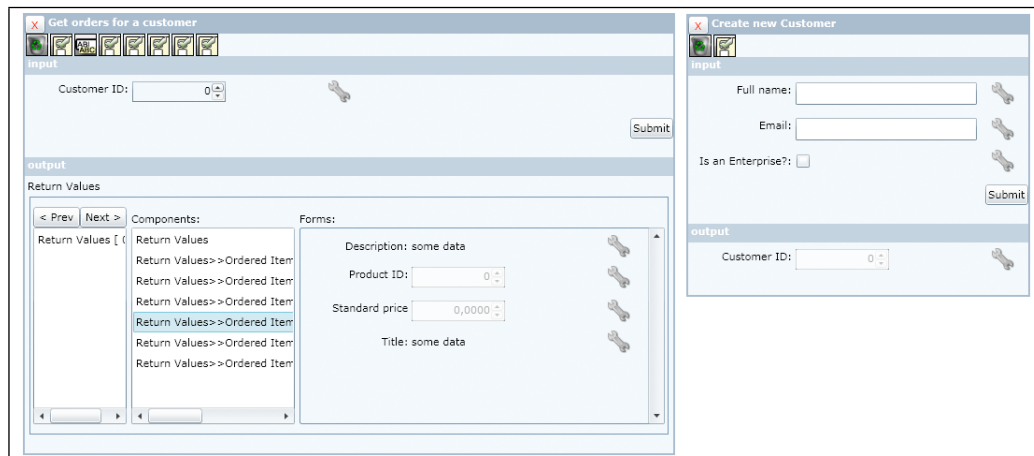 X Get orders for a customer
ABI
ABC
input
Customer ID: 0
Submit
output
Return Values
< Prev Next > Components: Forms:
Return Values [ (
Return Values
Return Values>>Ordered Item
Return Values>>Ordered Item
Return Values>>Ordered Item
Return Values>>Ordered Item
Return Values>>Ordered Item
Return Values>>Ordered Item
Description: some data
Product ID: 0
Standard price 0,0000
Title: some data
X Create new Customer
input
Full name:
Email:
Is an Enterprise?:
Submit
output
Customer ID: 0